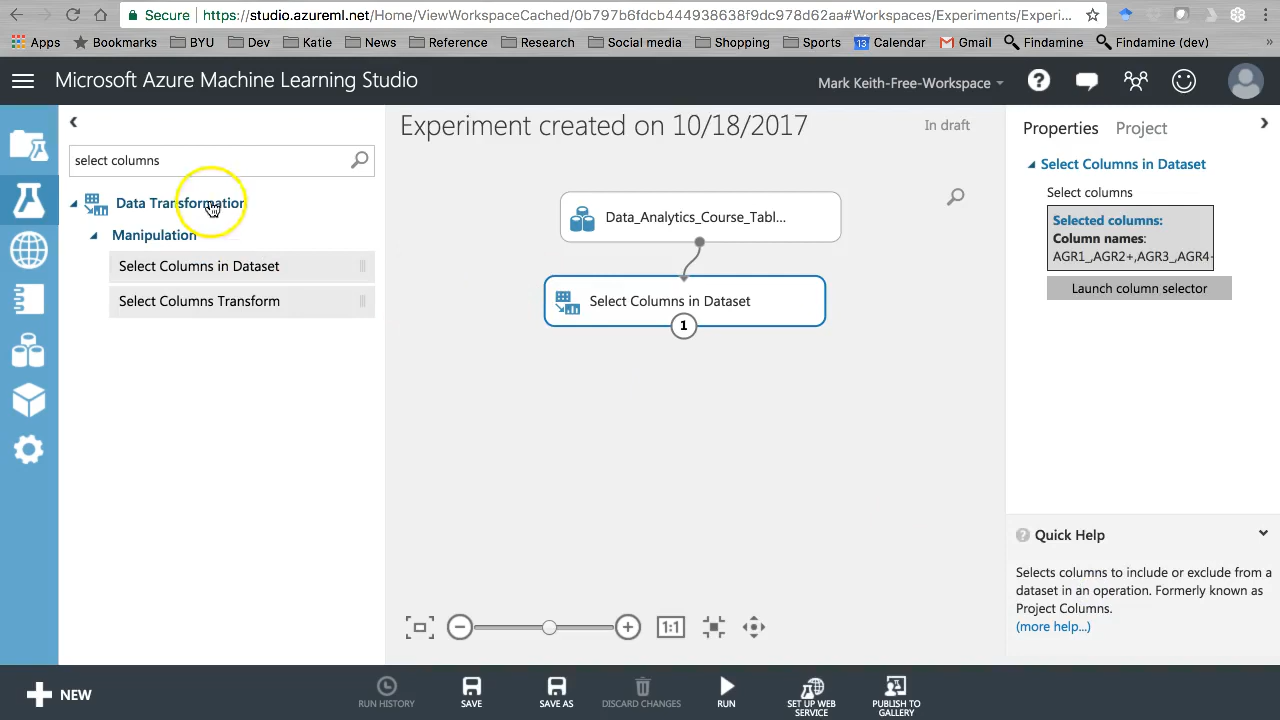 Secure
https://studio.azureml.net/Home/ViewWorkspaceCached/0b797b6fdcb444938638f9dc978d62aa#Workspaces/Experiments/Experi...
Apps
Bookmarks
BYU
Dev
Katie
News
Reference
Research
Social media
Shopping
Sports
13
Calendar
Gmail
Findamine
Findamine (dev)
»
Microsoft Azure Machine Learning Studio
Mark Keith-Free-Workspace
?
select columns
Data Transformation
Manipulation
Select Columns in Dataset
Select Columns Transform
Experiment created on 10/18/2017
In draft
Data_Analytics_Course_Tabl...
Select Columns in Dataset
1
1:1
Properties
Project
Select Columns in Dataset
Select columns
Selected columns:
Column names:
AGR1_,AGR2+,AGR3_,AGR4+
Launch column selector
? Quick Help
Selects columns to include or exclude from a
dataset in an operation. Formerly known as
Project Columns.
(more help...)
NEW
RUN HISTORY
SAVE
SAVE AS
DISCARD CHANGES
RUN
SET UP WEB
SERVICE
PUBLISH TO
GALLERY